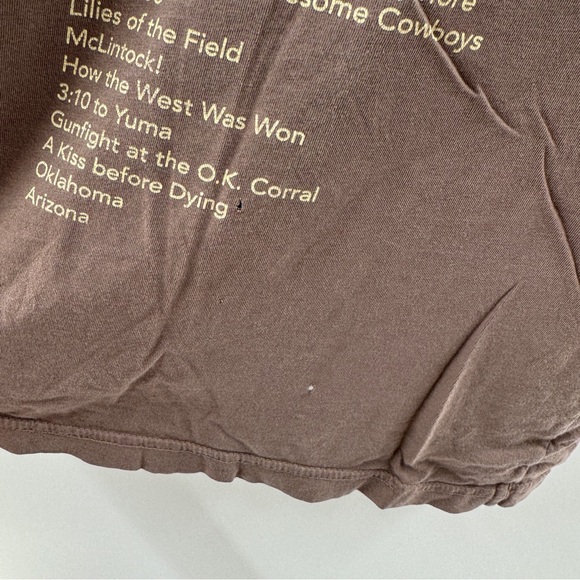 Lilies of the Field
McLintock!
How the West Was Won
3:10 to Yuma
Gunfight at the O.K. Corral
A Kiss before Dying
Oklahoma
Arizona
Cowboys